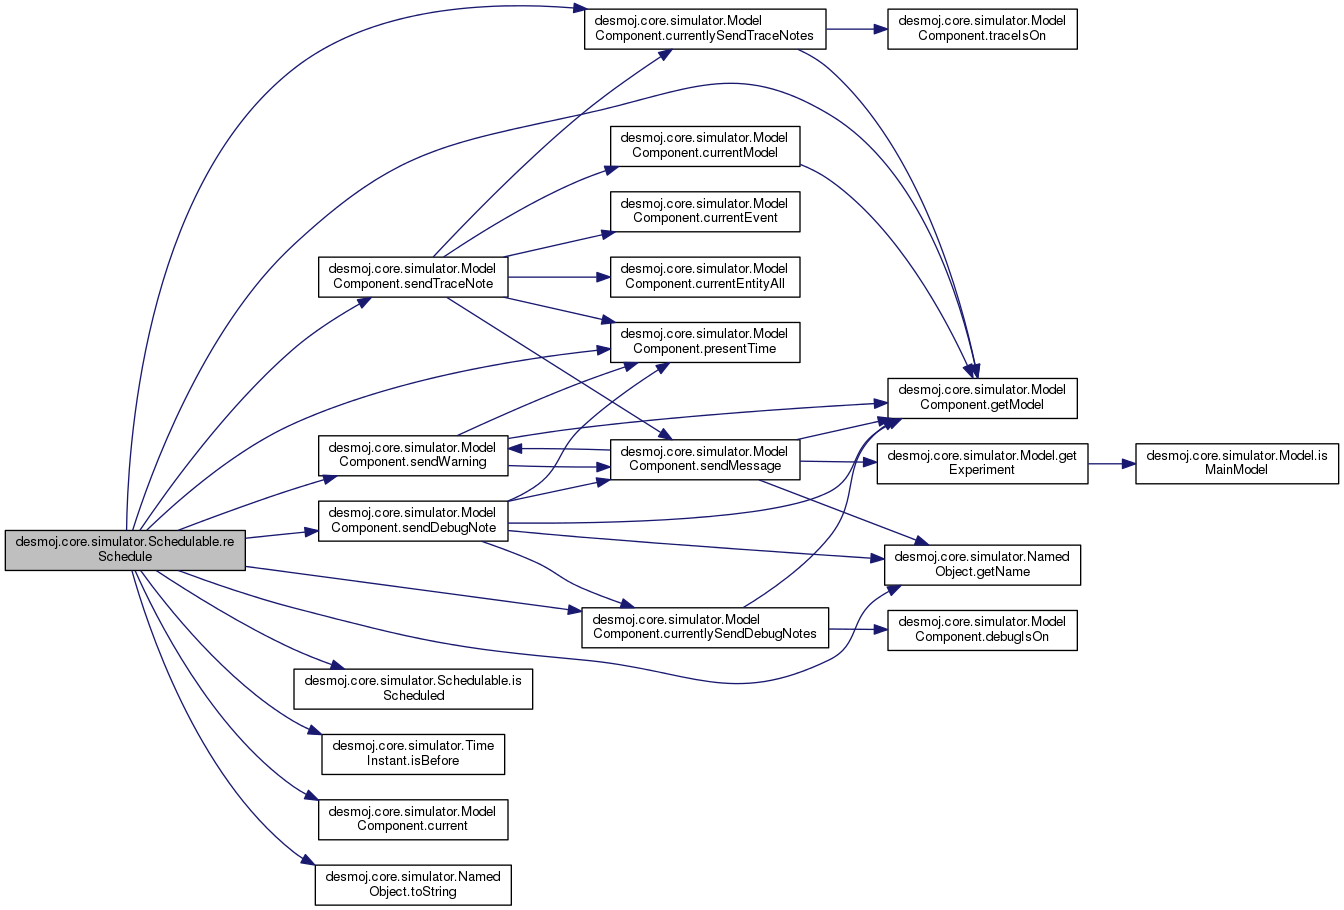 desmoj.core.simulator.Schedulable.re
Schedule
desmoj.core.simulator.Model
Component.currentlySendTraceNotes
desmoj.core.simulator.Model
Component.traceIsOn
desmoj.core.simulator.Model
Component.currentModel
desmoj.core.simulator.Model
Component.currentEvent
desmoj.core.simulator.Model
Component.sendTraceNote
desmoj.core.simulator.Model
Component.currentEntityAll
desmoj.core.simulator.Model
Component.presentTime
desmoj.core.simulator.Model
Component.getModel
desmoj.core.simulator.Model
Component.sendWarning
desmoj.core.simulator.Model
Component.sendMessage
desmoj.core.simulator.Model.get
Experiment
desmoj.core.simulator.Model.is
MainModel
desmoj.core.simulator.Model
Component.sendDebugNote
desmoj.core.simulator.Named
Object.getName
desmoj.core.simulator.Model
Component.currentlySendDebugNotes
desmoj.core.simulator.Model
Component.debugIsOn
desmoj.core.simulator.Schedulable.is
Scheduled
desmoj.core.simulator.Time
Instant.isBefore
desmoj.core.simulator.Model
Component.current
desmoj.core.simulator.Named
Object.toString